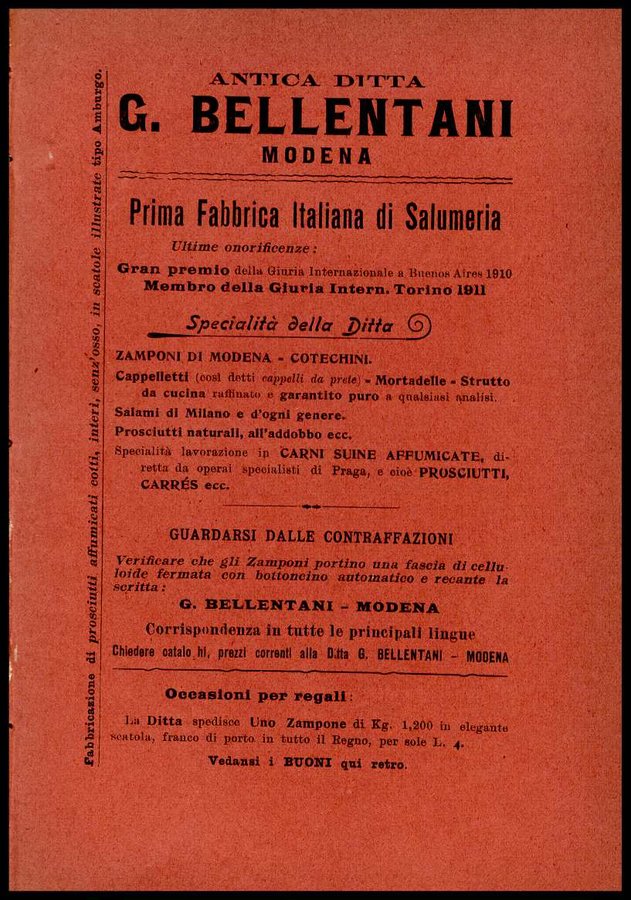 ANTICA DITTA
G. BELLENTANI
MODENA
Prima Fabbrica Italiana di Salumeria
Ultime onorificenze:
Gran premio della Giuria Internazionale a Buenos Aires 1910
Membro della Giuria Intern. Torino 1911
Specialità della Ditta
ZAMPONI DI MODENA - COTECHINI.
Cappelletti (così detti cappelli da prete) - Mortadelle - Strutto
da cucina raffinato e garantito puro a qualsiasi analisi.
Salami di Milano e d'ogni genere.
Prosciutti naturali, all'addobbo ecc.
Specialità lavorazione in CARNI SUINE AFFUMICATE, di-
retta da operai specialisti di Praga, e cioè PROSCIUTTI,
CARRÉS ecc.
GUARDARSI DALLE CONTRAFFAZIONI
Verificare che gli Zamponi portino una fascia di cellu-
loide fermata con bottoncino automatico e recante la
scritta:
G. BELLENTANI - MODENA
Corrispondenza in tutte le principali lingue
Chiedere catalo hi, prezzi correnti alla Ditta G. BELLENTANI - MODENA
Occasioni per regali:
La Ditta spedisce Uno Zampone di Kg. 1,200 in elegante
scatola, franco di porto in tutto il Regno, per sole L. 4.
Vedansi i BUONI qui retro.
Fabbricazione di prosciutti affumicati cotti, interi, senz'osso, in scatole illustrate tipo Amburgo.